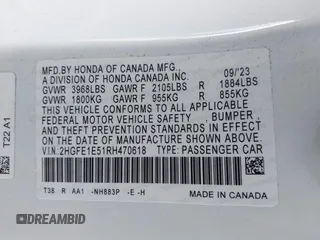 MFD.BY HONDA OF CANADA MFG.,
A DIVISION OF HONDA CANADA INC. 09/'23
GVWR 3968LBS GAWR F 2105LBS R 1884LBS
GVWR 1800KG GAWR F 955KG R 855KG
THIS VEHICLE CONFORMS TO ALL APPLICABLE
FEDERAL MOTOR VEHICLE SAFETY, BUMPER,
AND THEFT PREVENTION STANDARDS IN EFFECT
ON THE DATE OF MANUFACTURE SHOWN ABOVE.
V.I.N:2HGFE1E51RH470618 TYPE:PASSENGER CAR
T38 R AA1 -NH883P -E -H
MADE IN CANADA
T22 A1
DREAMBID
DREAMBID.COM